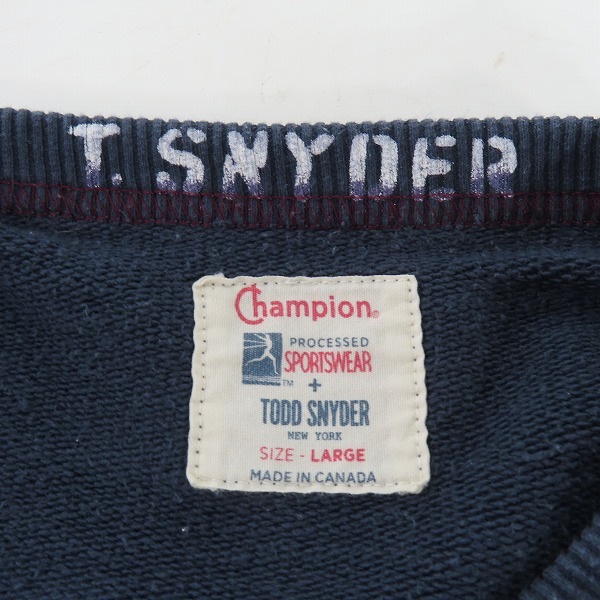 T. SNYDER
Champion®
PROCESSED
SPORTSWEAR
TM
+
TODD SNYDER
NEW YORK
SIZE - LARGE
MADE IN CANADA